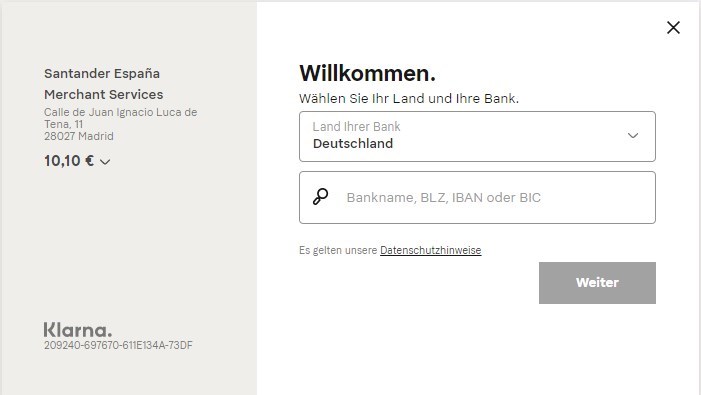 Santander España
Merchant Services
Calle de Juan Ignacio Luca de
Tena, 11
28027 Madrid
10,10 €
Klarna.
209240-697670-611E134A-73DF
Willkommen.
Wählen Sie Ihr Land und Ihre Bank.
Land Ihrer Bank
Deutschland
Bankname, BLZ, IBAN oder BIC
Es gelten unsere Datenschutzhinweise
Weiter